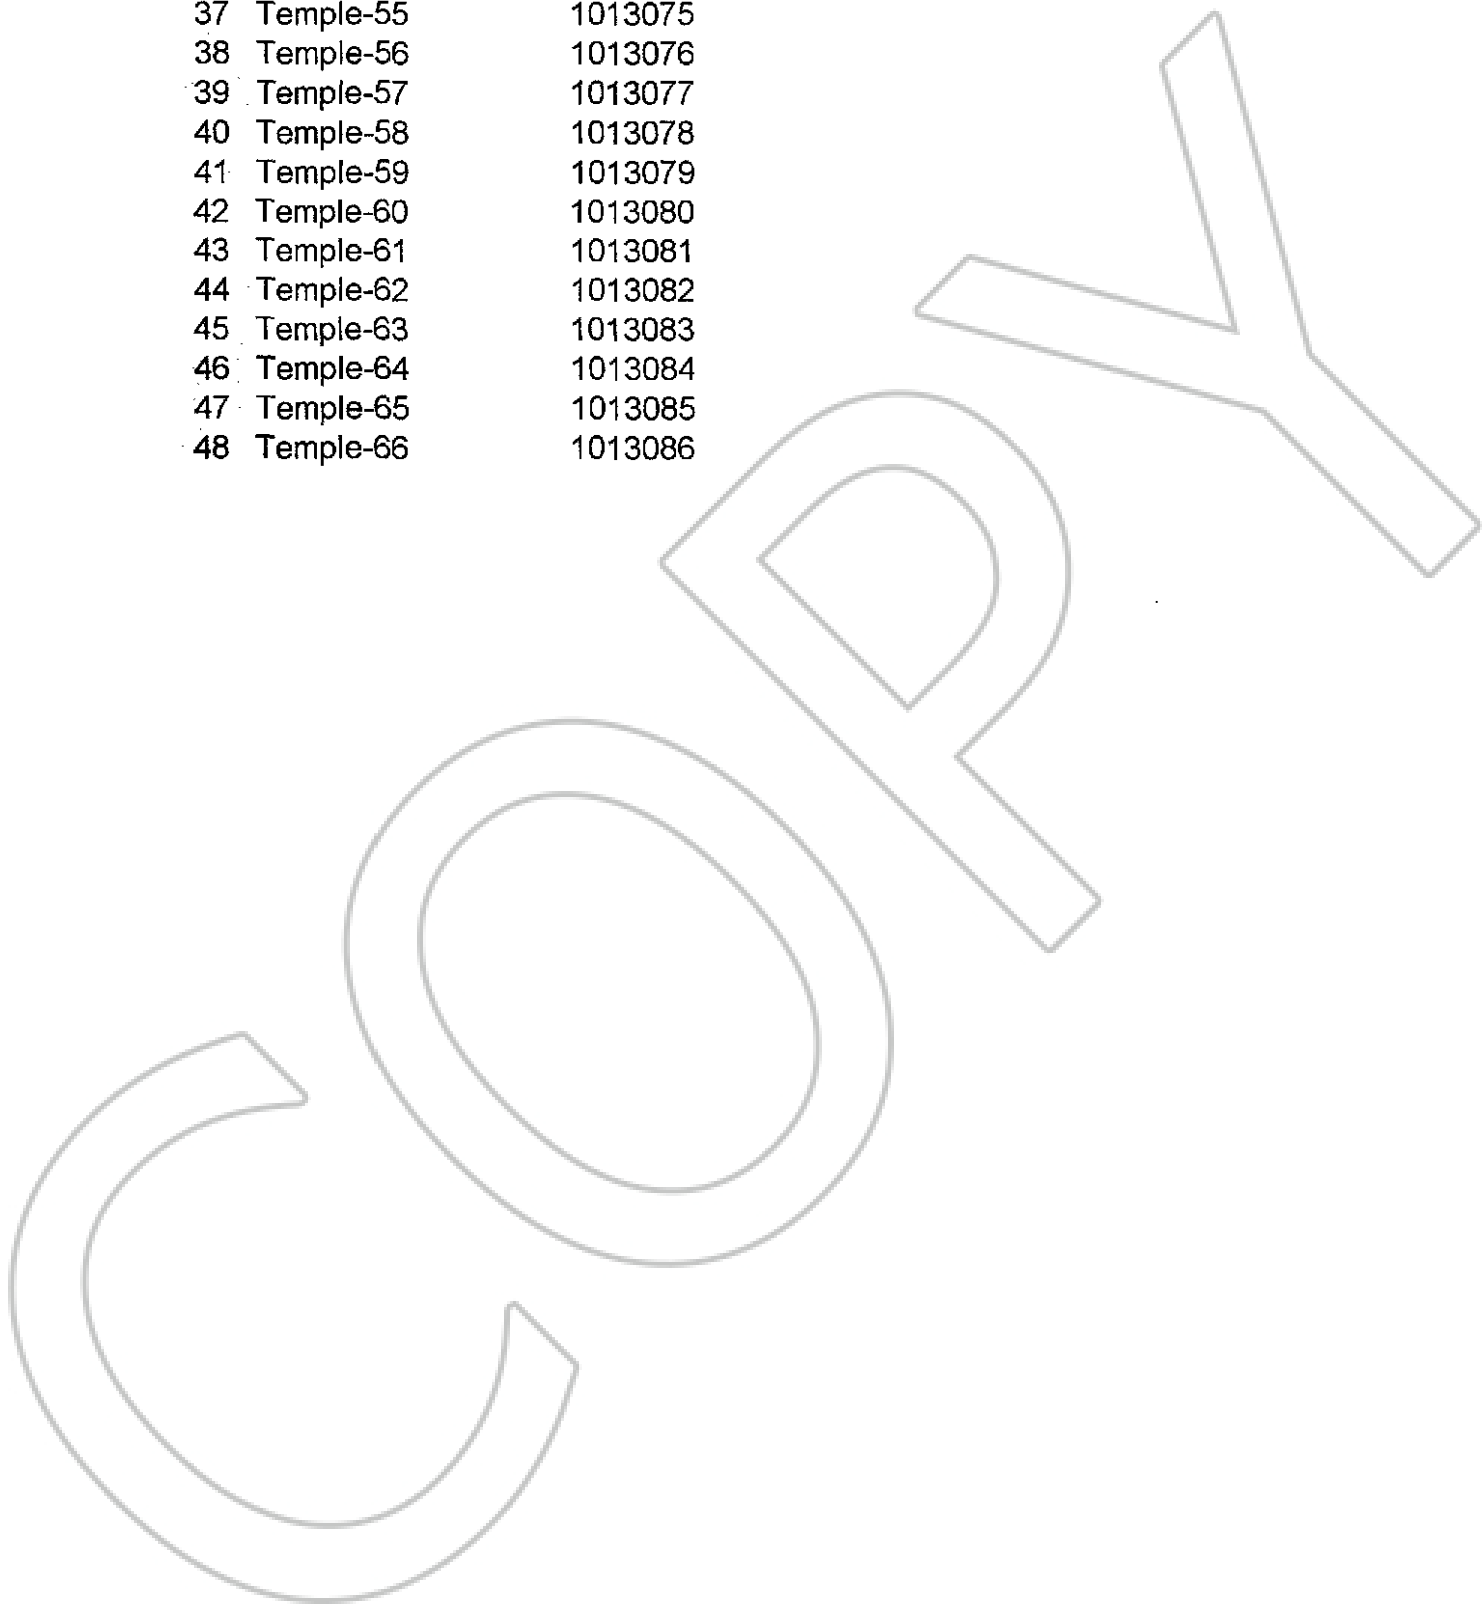 37 Temple-55 1013075
38 Temple-56 1013076
39 Temple-57 1013077
40 Temple-58 1013078
41 Temple-59 1013079
42 Temple-60 1013080
43 Temple-61 1013081
44 Temple-62 1013082
45 Temple-63 1013083
46 Temple-64 1013084
47 Temple-65 1013085
48 Temple-66 1013086
COPY